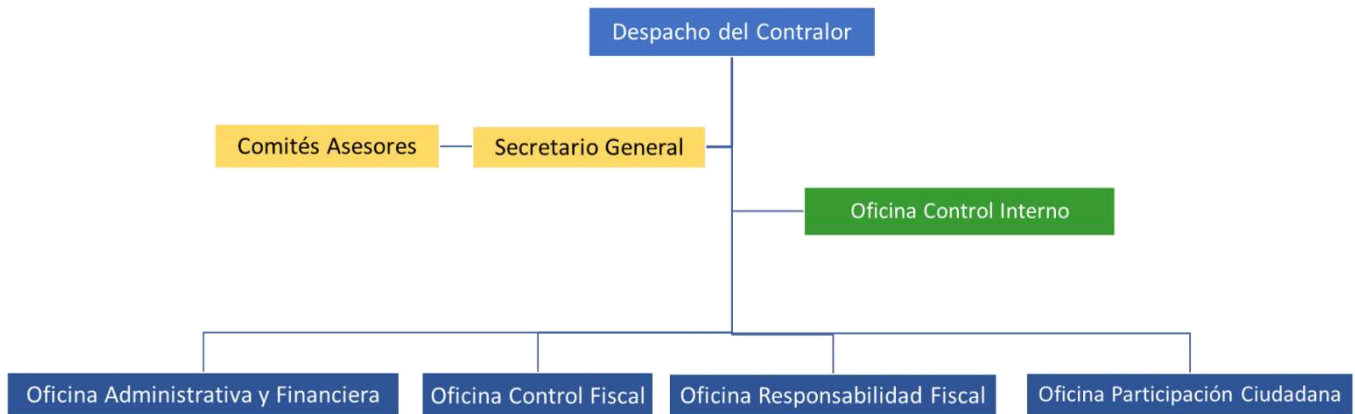 Despacho del Contralor
Comités Asesores
Secretario General
Oficina Control Interno
Oficina Administrativa y Financiera
Oficina Control Fiscal
Oficina Responsabilidad Fiscal
Oficina Participación Ciudadana